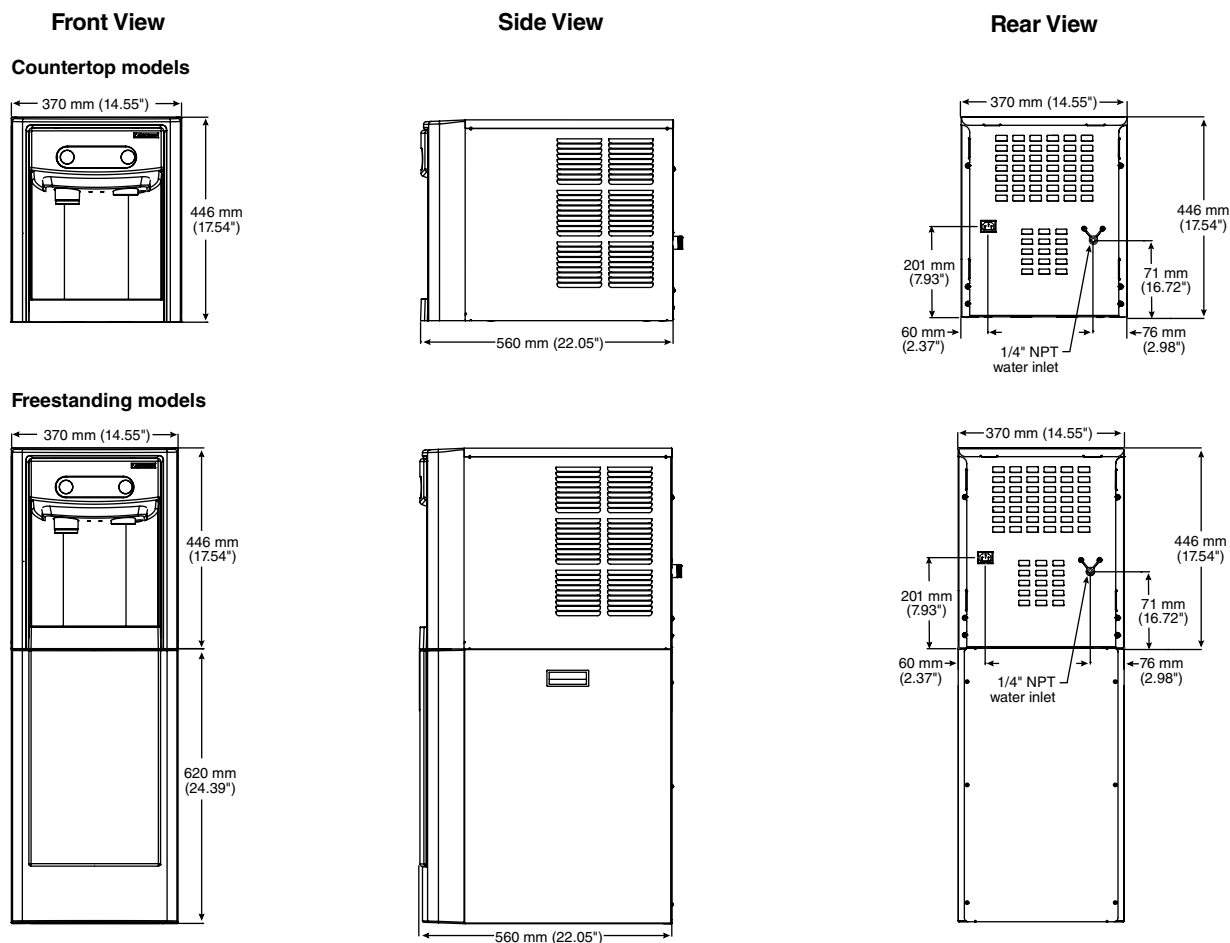 Front View
Side View
Rear View
Countertop models
370 mm (14.55")
370 mm (14.55")
446 mm
(17.54")
446 mm
(17.54")
201 mm
(7.93")
71 mm
(16.72")
560 mm (22.05")
60 mm
(2.37")
76 mm
(2.98")
1/4" NPT
water inlet
Freestanding models
370 mm (14.55")
370 mm (14.55")
446 mm
(17.54")
446 mm
(17.54")
201 mm
(7.93")
71 mm
(16.72")
60 mm
(2.37")
76 mm
(2.98")
1/4" NPT
water inlet
620 mm
(24.39")
560 mm (22.05")